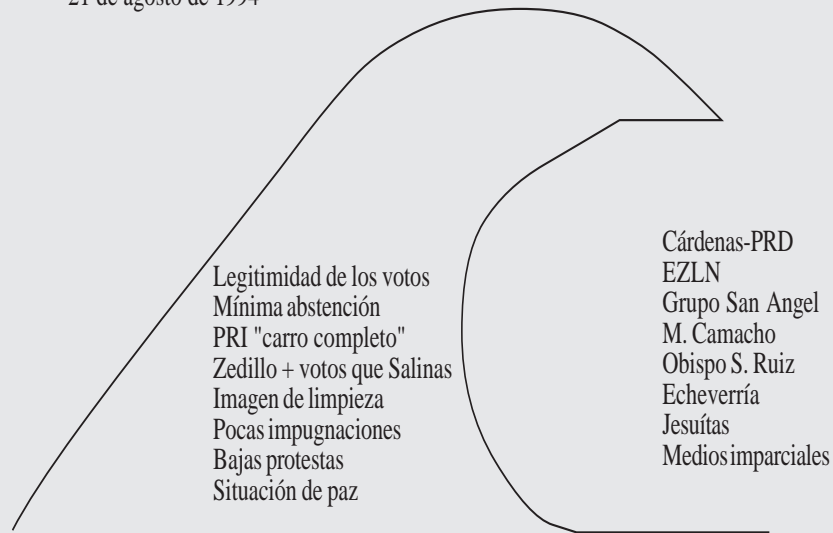 21 de agosto de 1994
Legitimidad de los votos
Mínima abstención
PRI "carro completo"
Zedillo + votos que Salinas
Imagen de limpieza
Pocas impugnaciones
Bajas protestas
Situación de paz
Cárdenas-PRD
EZLN
Grupo San Angel
M. Camacho
Obispo S. Ruiz
Echeverría
Jesuítas
Medios imparciales